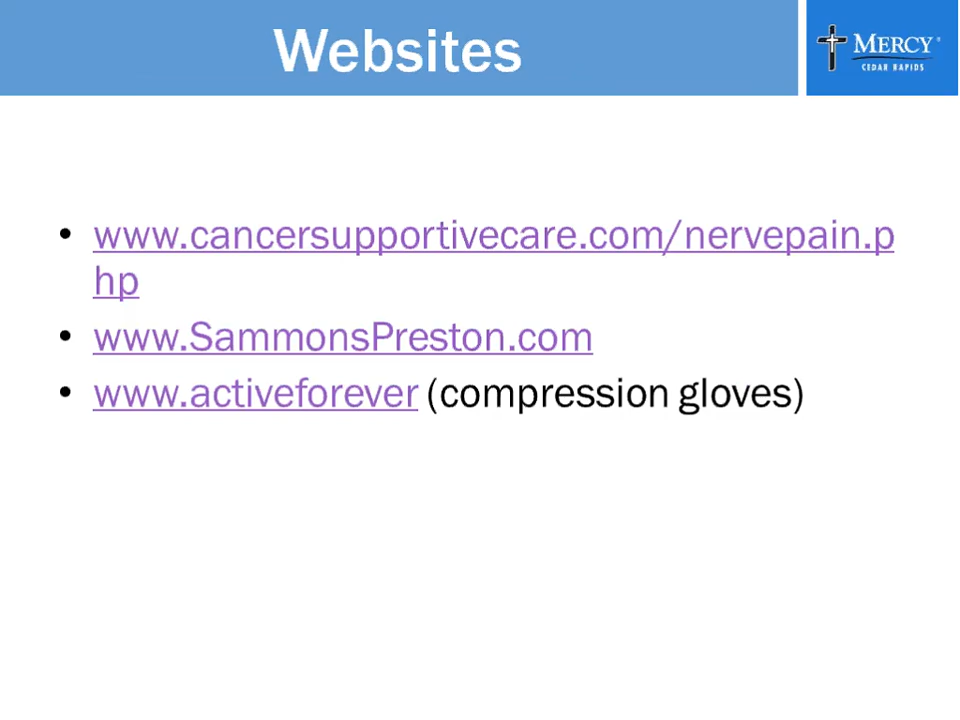 Websites
MERCY®
CEDAR RAPIDS
• www.cancersupportivecare.com/nervepain.p
hp
• www.SammonsPreston.com
• www.activeforever (compression gloves)